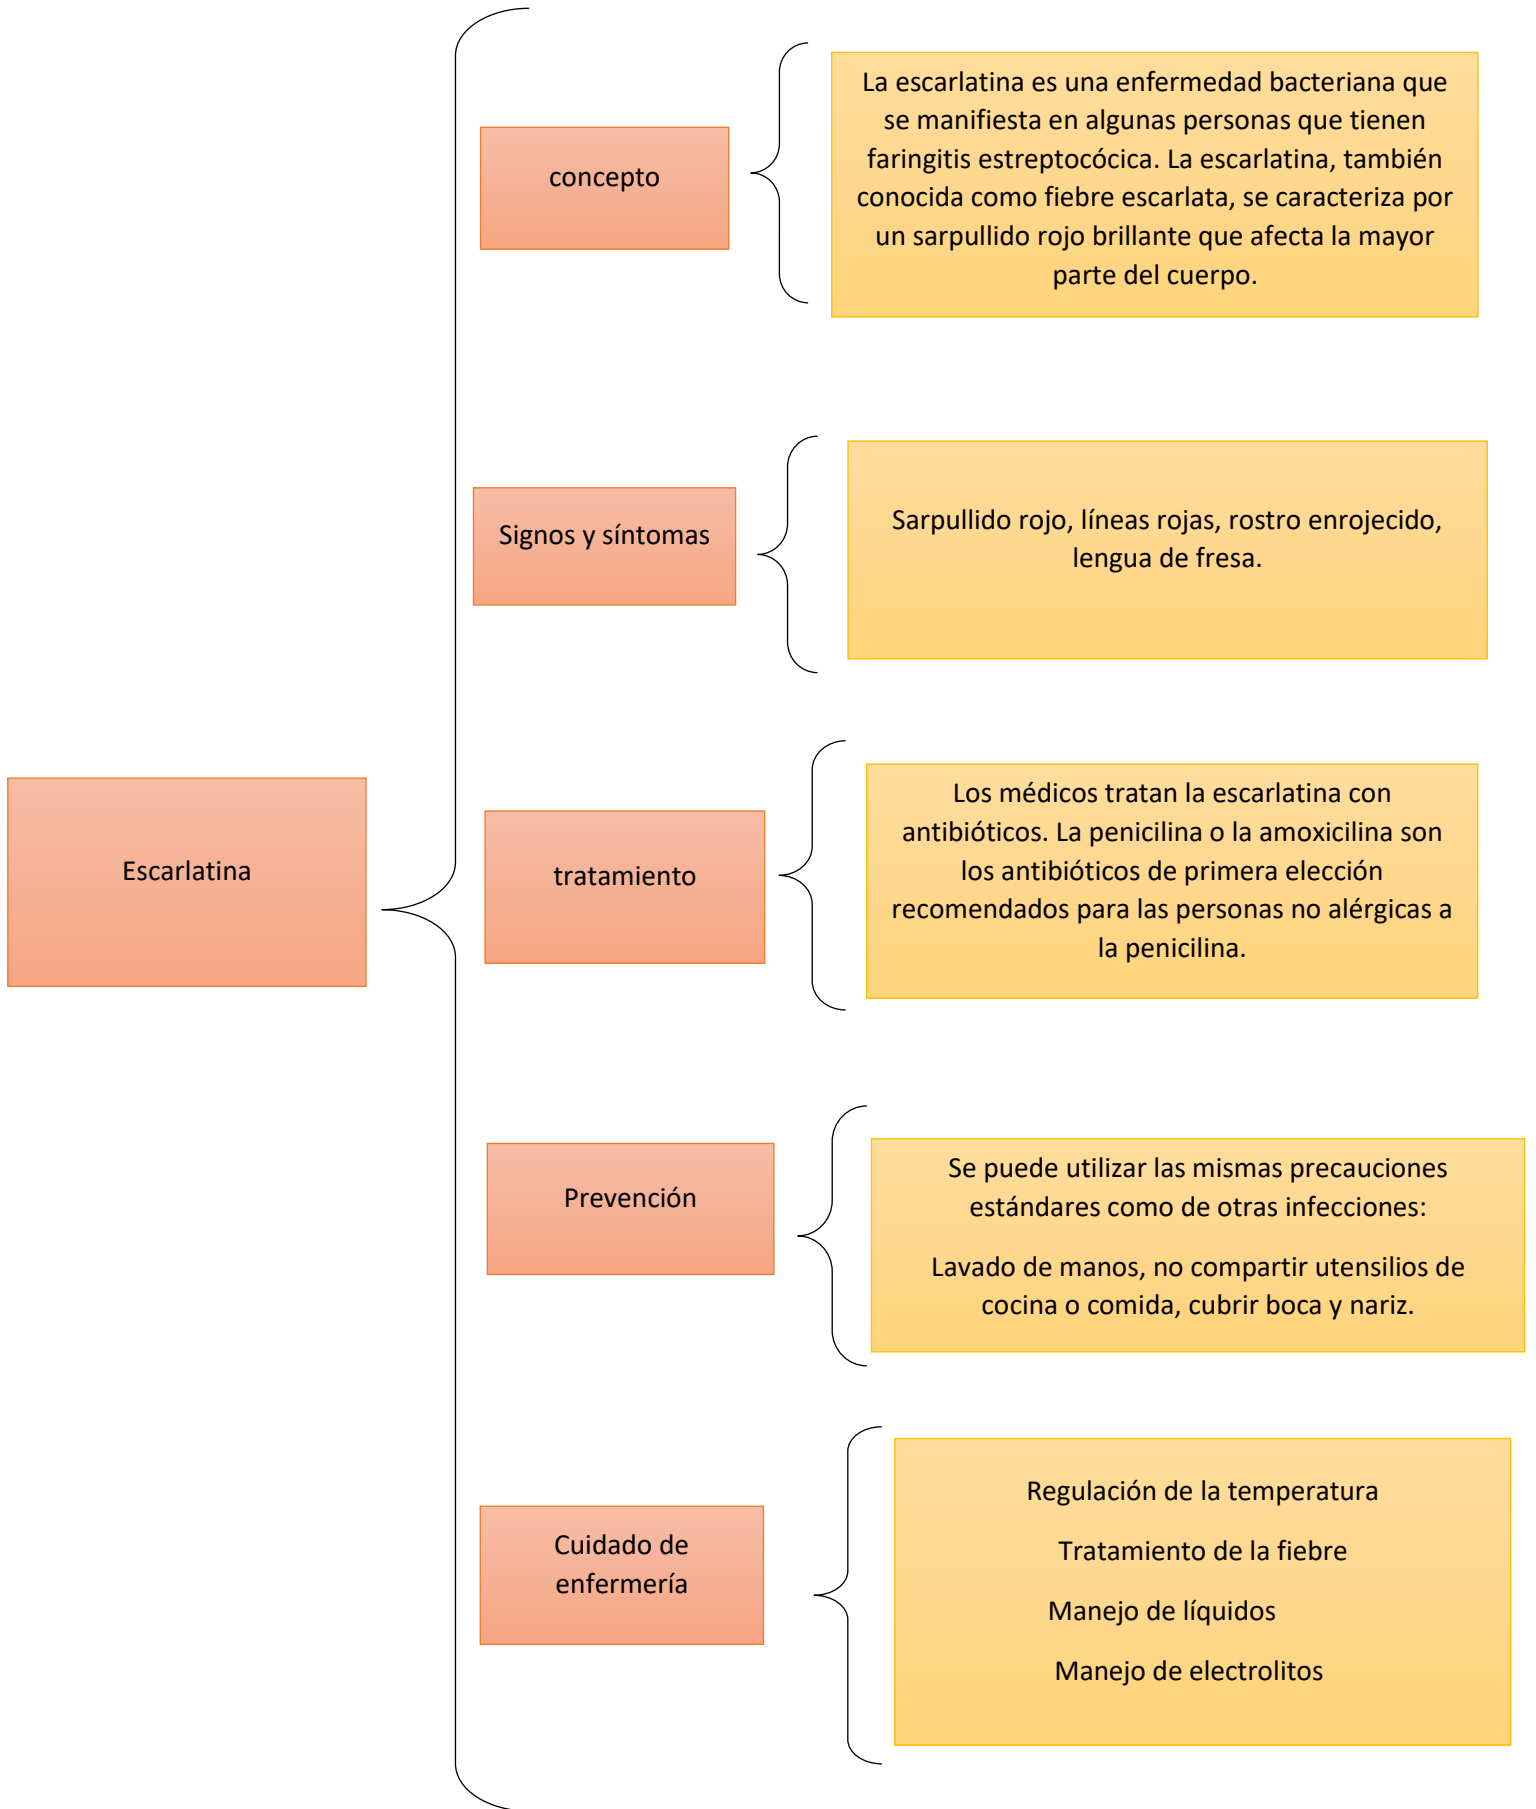 Escarlatina
concepto
La escarlatina es una enfermedad bacteriana que
se manifiesta en algunas personas que tienen
faringitis estreptocócica. La escarlatina, también
conocida como fiebre escarlata, se caracteriza por
un sarpullido rojo brillante que afecta la mayor
parte del cuerpo.
Signos y síntomas
Sarpullido rojo, líneas rojas, rostro enrojecido,
lengua de fresa.
tratamiento
Los médicos tratan la escarlatina con
antibióticos. La penicilina o la amoxicilina son
los antibióticos de primera elección
recomendados para las personas no alérgicas a
la penicilina.
Prevención
Se puede utilizar las mismas precauciones
estándares como de otras infecciones:
Lavado de manos, no compartir utensilios de
cocina o comida, cubrir boca y nariz.
Cuidado de
enfermería
Regulación de la temperatura
Tratamiento de la fiebre
Manejo de líquidos
Manejo de electrolitos